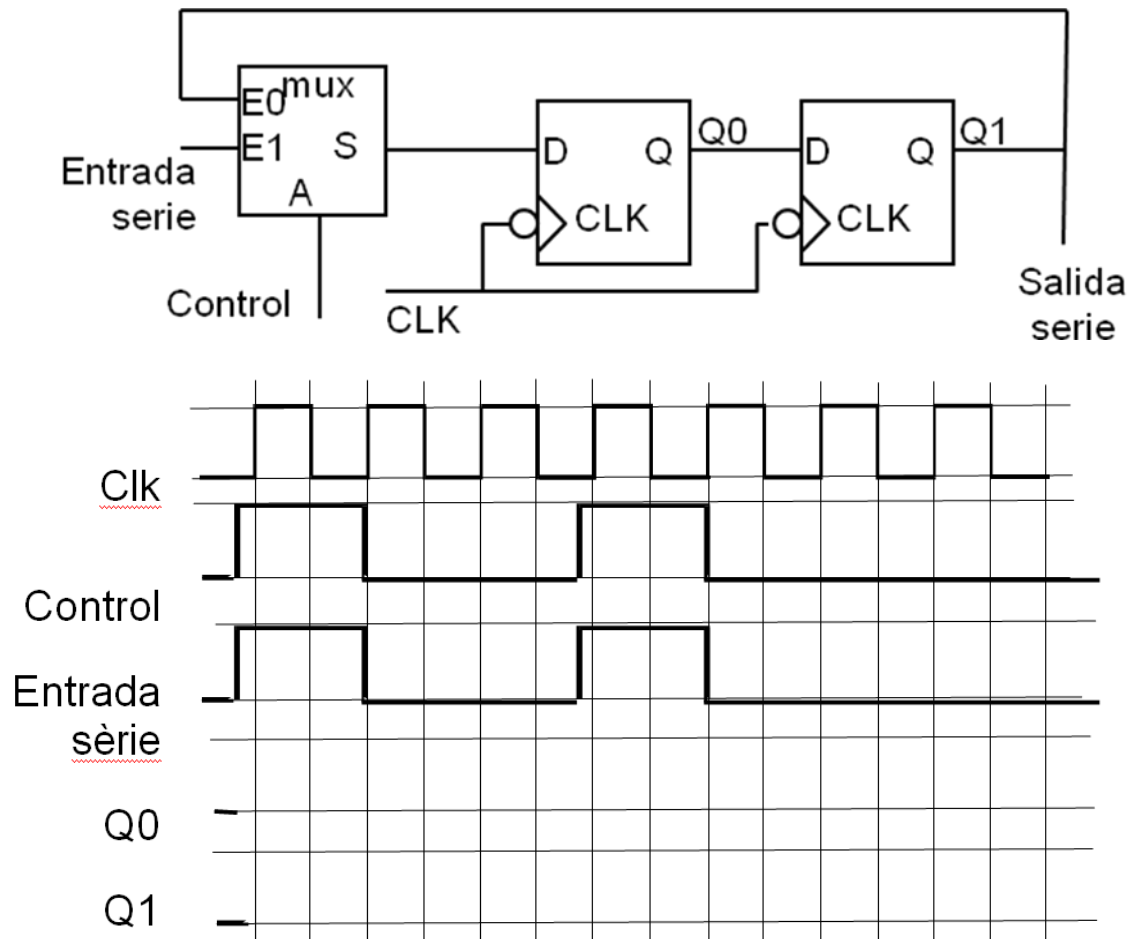 mux
E0
E1 S
A
Entrada
serie
Control
D Q
CLK
Q0
D Q
CLK
Q1
CLK
Salida
serie
Clk
Control
Entrada
sèrie
Q0
Q1